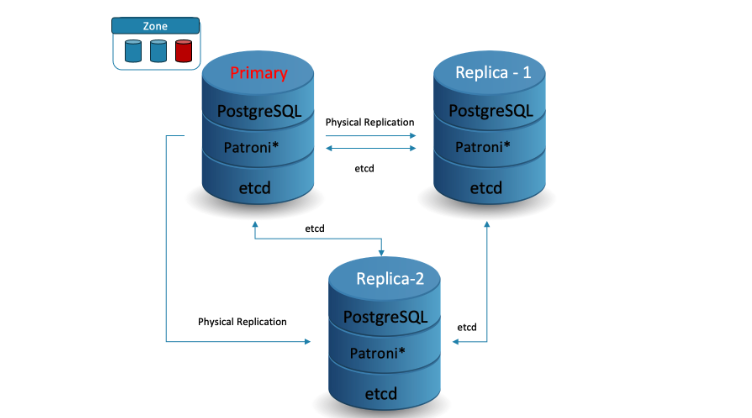 Zone
Primary
PostgreSQL
Patroni*
etcd
Physical Replication
etcd
Replica - 1
PostgreSQL
Patroni*
etcd
etcd
Replica-2
PostgreSQL
Patroni*
etcd
Physical Replication
etcd